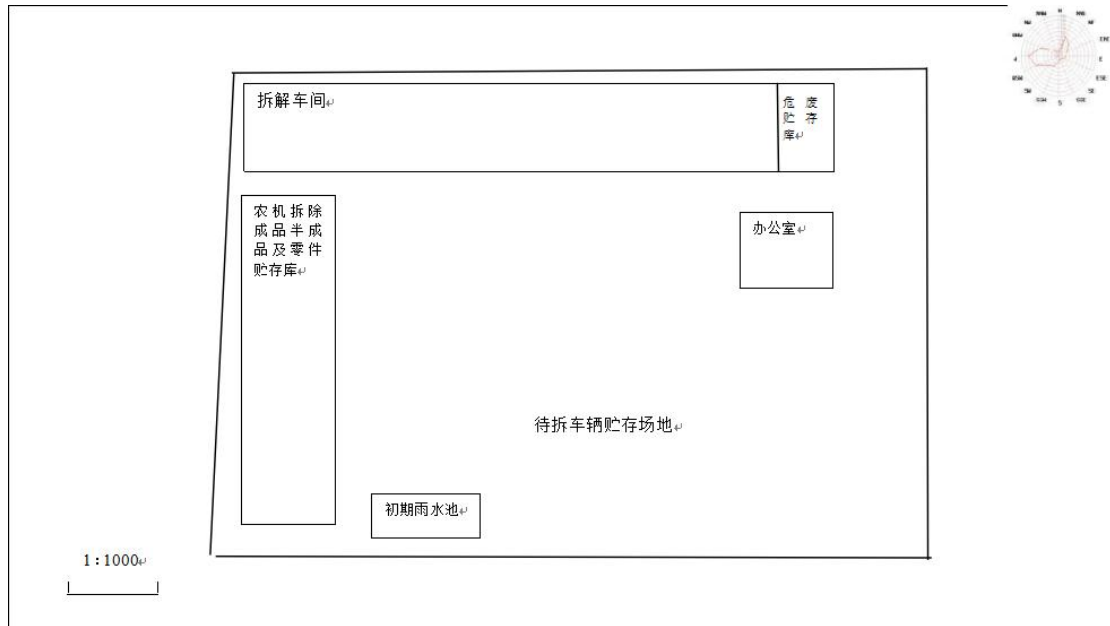 拆解车间
危废
贮存
库
农机拆除
成品半成
品及零件
贮存库
办公室
待拆车辆贮存场地
初期雨水池
1:1000